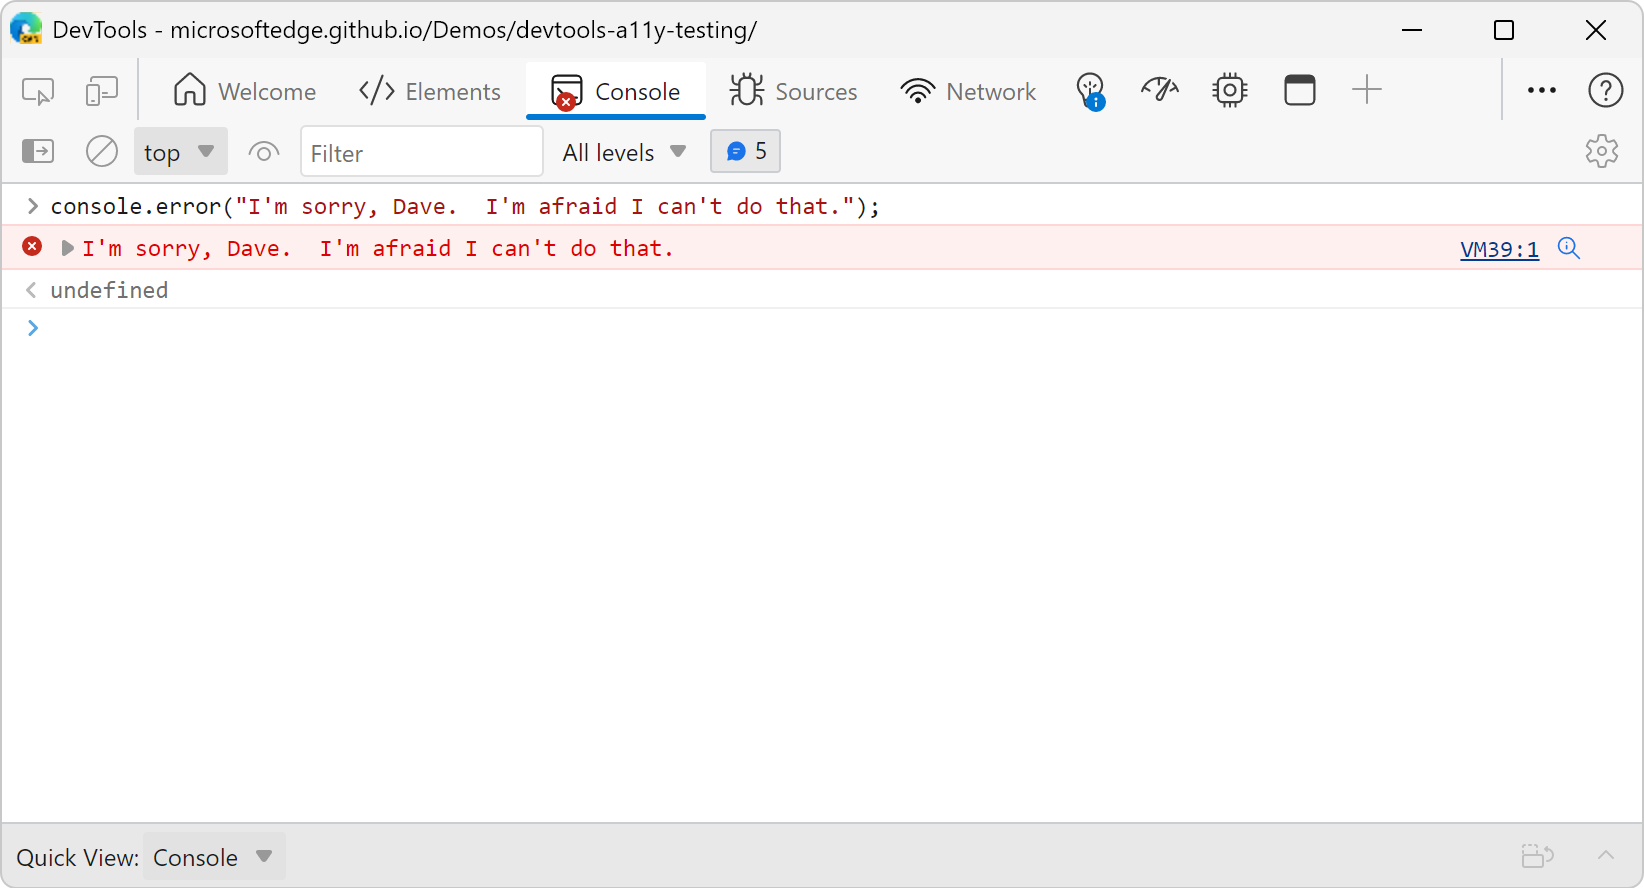 DevTools - microsoftedge.github.io/Demos/devtools-a11y-testing/
Welcome Elements Console Sources Network
top Filter All levels 5
console.error("I'm sorry, Dave.  I'm afraid I can't do that.");
I'm sorry, Dave.  I'm afraid I can't do that. VM39:1
undefined
Quick View: Console